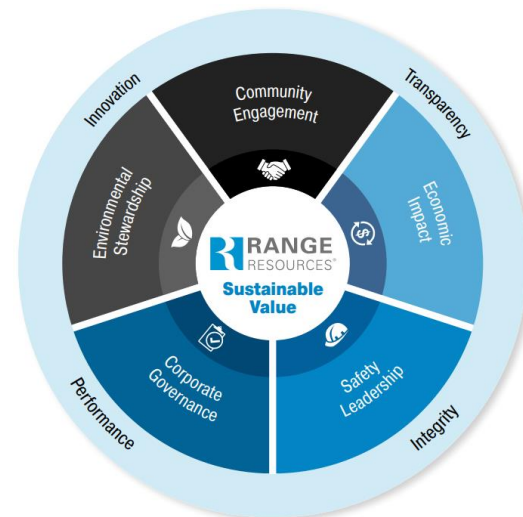 Innovation
Transparency
Community
Engagement
Environmental
Stewardship
Economic
Impact
$
RANGE
RESOURCES®
Sustainable
Value
Corporate
Governance
Safety
Leadership
Performance
Integrity